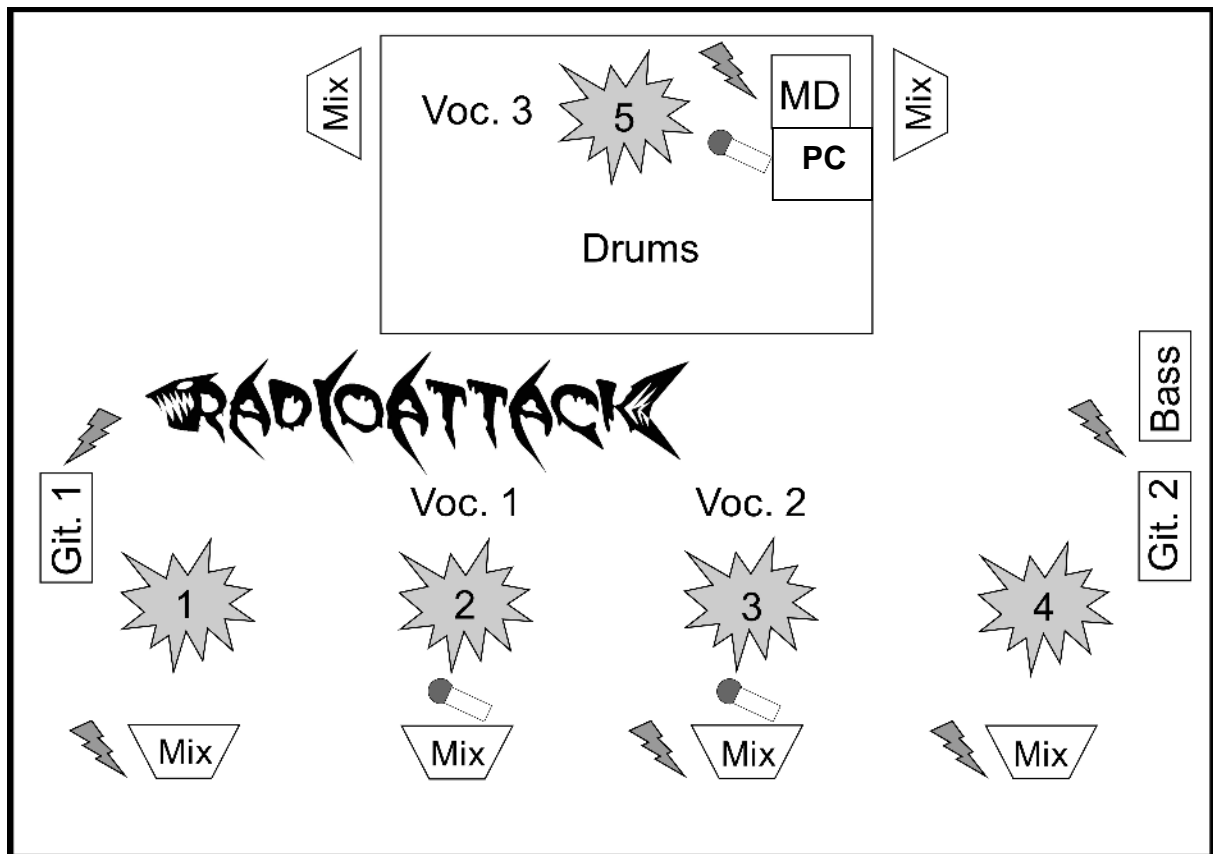 Mix
Voc. 3
5
MD
PC
Mix
Drums
RADIOATTACK
Bass
Git. 1
Voc. 1
Voc. 2
Git. 2
1
2
3
4
Mix
Mix
Mix
Mix